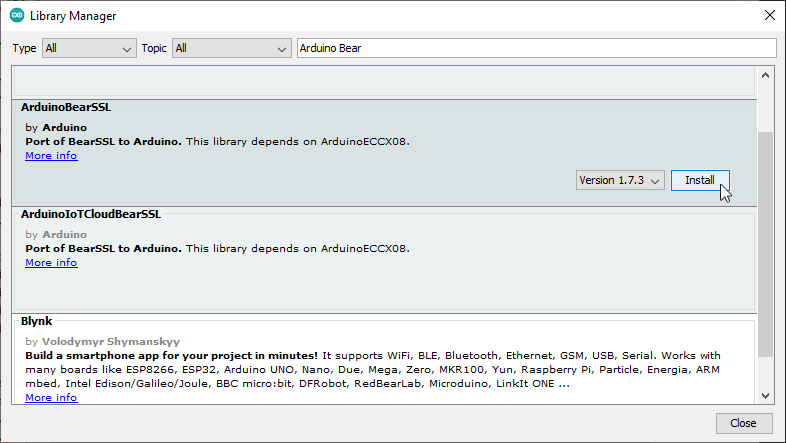 Library Manager
Type All Topic All Arduino Bear
ArduinoBearSSL
by Arduino
Port of BearSSL to Arduino. This library depends on ArduinoECCX08.
More info
Version 1.7.3 Install
ArduinoIoTCloudBearSSL
by Arduino
Port of BearSSL to Arduino. This library depends on ArduinoECCX08.
More info
Blynk
by Volodymyr Shymanskyy
Build a smartphone app for your project in minutes! It supports WiFi, BLE, Bluetooth, Ethernet, GSM, USB, Serial. Works with
many boards like ESP8266, ESP32, Arduino UNO, Nano, Due, Mega, Zero, MKR100, Yun, Raspberry Pi, Particle, Energia, ARM
mbed, Intel Edison/Galileo/Joule, BBC micro:bit, DFRobot, RedBearLab, Microduino, LinkIt ONE ...
More info
Close